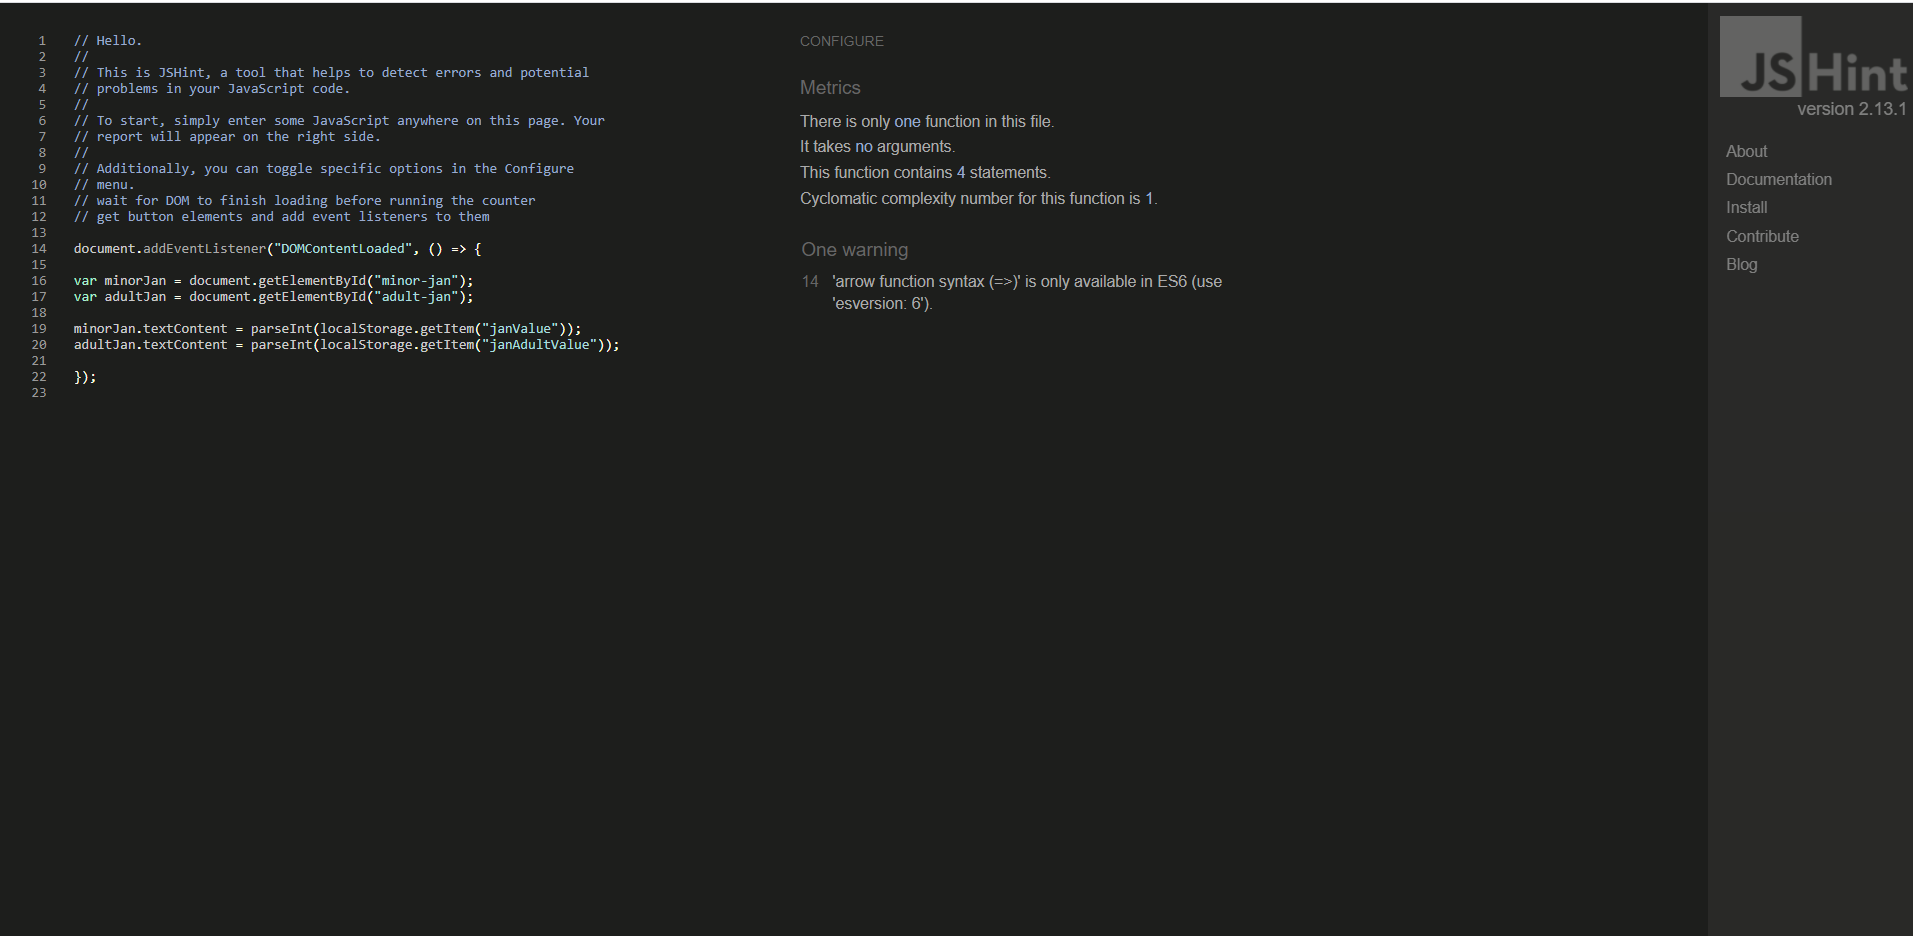 1 // Hello.
2 //
3 // This is JSHint, a tool that helps to detect errors and potential
4 // problems in your JavaScript code.
5 //
6 // To start, simply enter some JavaScript anywhere on this page. Your
7 // report will appear on the right side.
8 //
9 // Additionally, you can toggle specific options in the Configure
10 // menu.
11 // wait for DOM to finish loading before running the counter
12 // get button elements and add event listeners to them
13
14 document.addEventListener("DOMContentLoaded", () => {
15
16 var minorJan = document.getElementById("minor-jan");
17 var adultJan = document.getElementById("adult-jan");
18
19 minorJan.textContent = parseInt(localStorage.getItem("janValue"));
20 adultJan.textContent = parseInt(localStorage.getItem("janAdultValue"));
21
22 });
23
CONFIGURE
Metrics
There is only one function in this file.
It takes no arguments.
This function contains 4 statements.
Cyclomatic complexity number for this function is 1.
One warning
14 'arrow function syntax (=>)' is only available in ES6 (use
'esversion: 6').
JSHint
version 2.13.1
About
Documentation
Install
Contribute
Blog